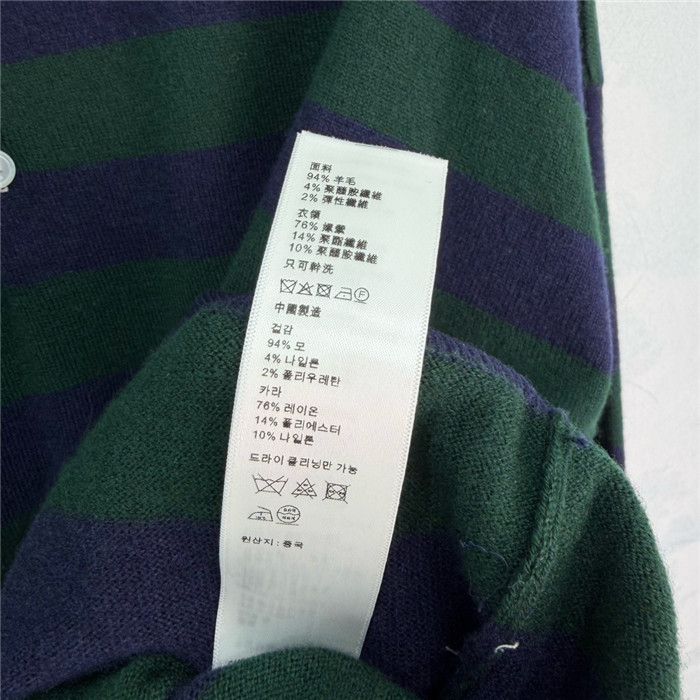 面料
94% 羊毛
4% 聚醯胺纖維
2% 彈性纖維
衣領
76% 嫘縈
14% 聚酯纖維
10% 聚醯胺纖維
只可幹洗
F
中國製造
겉감
94% 모
4% 나일론
2% 폴리우레탄
카라
76% 레이온
14% 폴리에스터
10% 나일론
드라이 클리닝만 가능
원산지: 중국